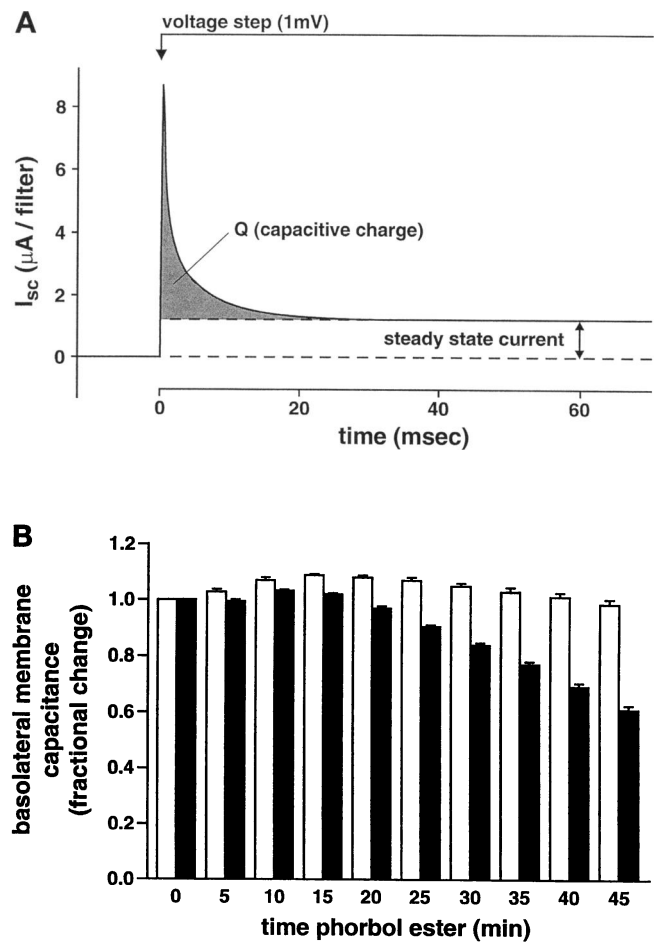 A
voltage step (1mV)
8
6
4
2
0
I_sc (µA / filter)
Q (capacitive charge)
steady state current
0 20 40 60
time (msec)
B
1.2
1.0
0.8
0.6
0.4
0.2
0.0
basolateral membrane
capacitance
(fractional change)
0 5 10 15 20 25 30 35 40 45
time phorbol ester (min)